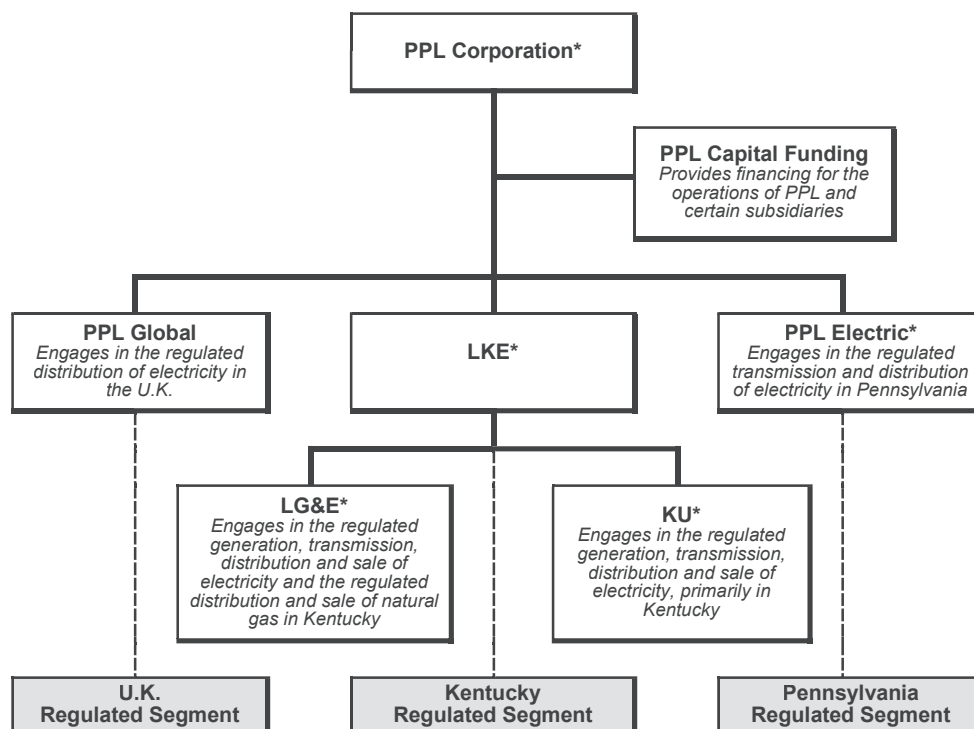 PPL Corporation*
PPL Capital Funding
Provides financing for the
operations of PPL and
certain subsidiaries
PPL Global
Engages in the regulated
distribution of electricity in
the U.K.
LKE*
PPL Electric*
Engages in the regulated
transmission and distribution
of electricity in Pennsylvania
LG&E*
Engages in the regulated
generation, transmission,
distribution and sale of
electricity and the regulated
distribution and sale of natural
gas in Kentucky
KU*
Engages in the regulated
generation, transmission,
distribution and sale of
electricity, primarily in
Kentucky
U.K.
Regulated Segment
Kentucky
Regulated Segment
Pennsylvania
Regulated Segment